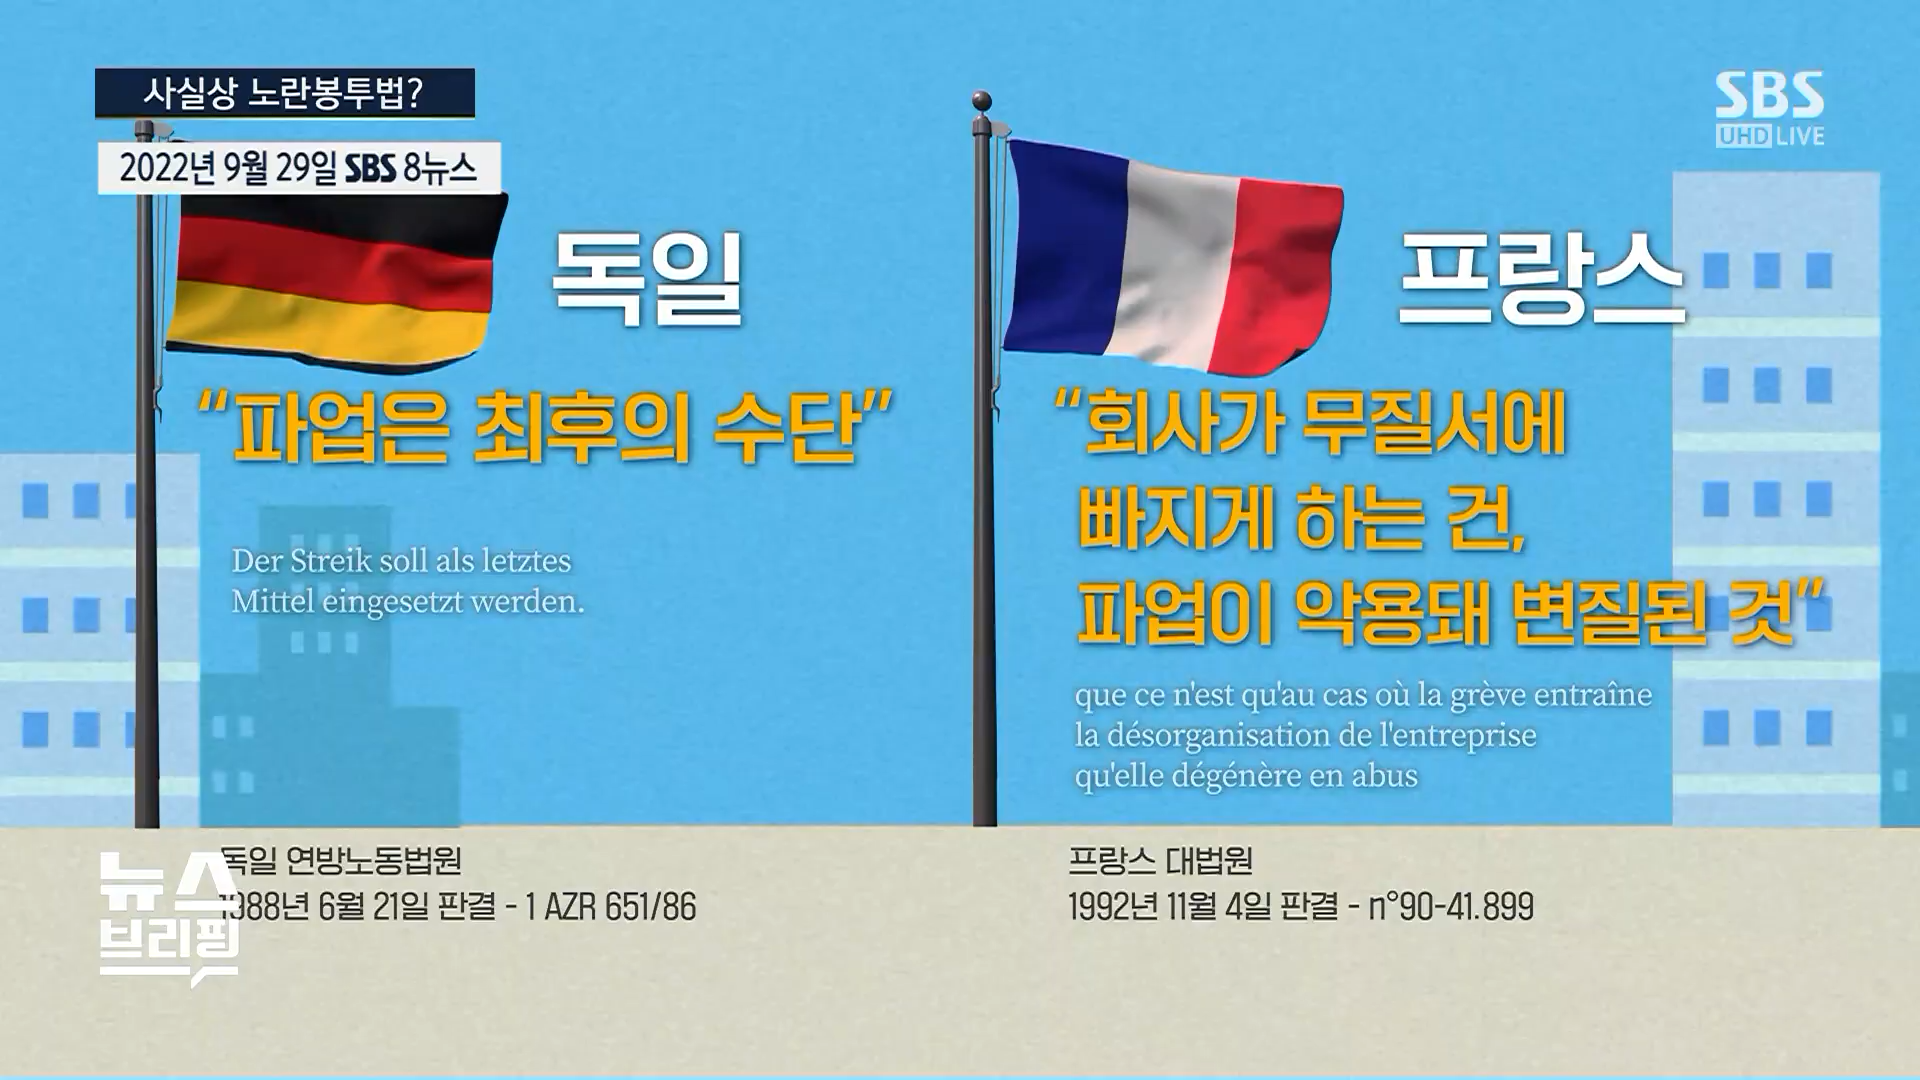 사실상 노란봉투법?
2022년 9월 29일 SBS 8뉴스
SBS
UHD LIVE
독일
“파업은 최후의 수단”
Der Streik soll als letztes
Mittel eingesetzt werden.
독일 연방노동법원
1988년 6월 21일 판결 - 1 AZR 651/86
프랑스
“회사가 무질서에
빠지게 하는 건,
파업이 악용돼 변질된 것”
que ce n'est qu'au cas où la grève entraîne
la désorganisation de l'entreprise
qu'elle dégénère en abus
프랑스 대법원
1992년 11월 4일 판결 - n°90-41.899
뉴스
브리핑